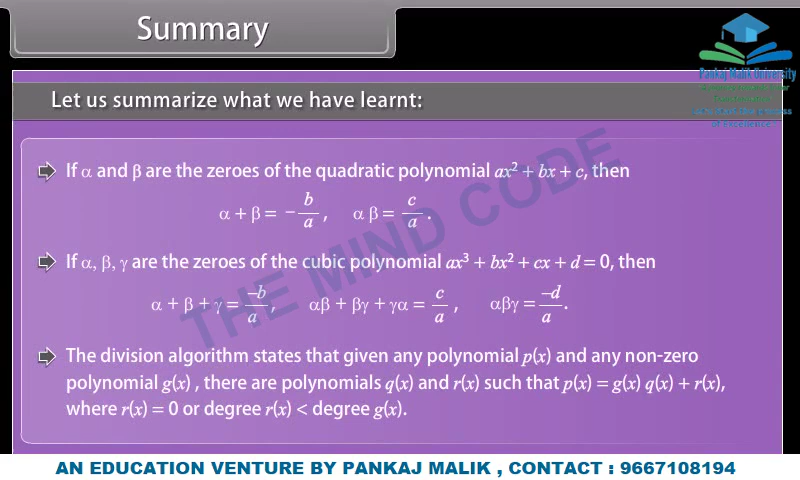 Summary
Pankaj Malik University
Let us summarize what we have learnt:
If α and β are the zeroes of the quadratic polynomial ax² + bx + c, then
α + β = −b/a, α β = c/a.
If α, β, γ are the zeroes of the cubic polynomial ax³ + bx² + cx + d = 0, then
α + β + γ = −b/a, αβ + βγ + γα = c/a, αβγ = −d/a.
The division algorithm states that given any polynomial p(x) and any non-zero
polynomial g(x) , there are polynomials q(x) and r(x) such that p(x) = g(x) q(x) + r(x),
where r(x) = 0 or degree r(x) < degree g(x).
THE MIND CODE
AN EDUCATION VENTURE BY PANKAJ MALIK , CONTACT : 9667108194